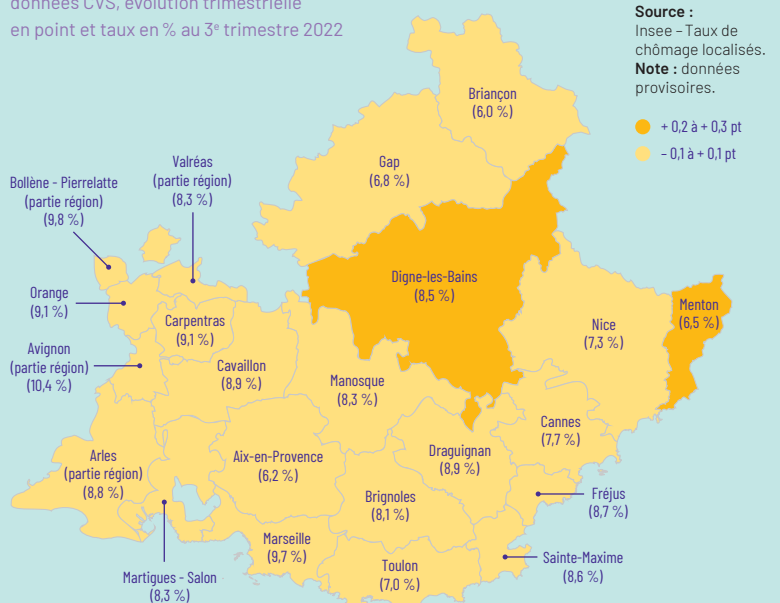 données CVS, évolution trimestrielle
en point et taux en % au 3e trimestre 2022
Source :
Insee – Taux de
chômage localisés.
Note : données
provisoires.
+ 0,2 à + 0,3 pt
– 0,1 à + 0,1 pt
Briançon
(6,0 %)
Gap
(6,8 %)
Valréas
(partie région)
(8,3 %)
Bollène - Pierrelatte
(partie région)
(9,8 %)
Orange
(9,1 %)
Carpentras
(9,1 %)
Avignon
(partie région)
(10,4 %)
Cavaillon
(8,9 %)
Digne-les-Bains
(8,5 %)
Menton
(6,5 %)
Nice
(7,3 %)
Manosque
(8,3 %)
Cannes
(7,7 %)
Arles
(partie région)
(8,8 %)
Aix-en-Provence
(6,2 %)
Draguignan
(8,9 %)
Brignoles
(8,1 %)
Fréjus
(8,7 %)
Marseille
(9,7 %)
Toulon
(7,0 %)
Sainte-Maxime
(8,6 %)
Martigues - Salon
(8,3 %)